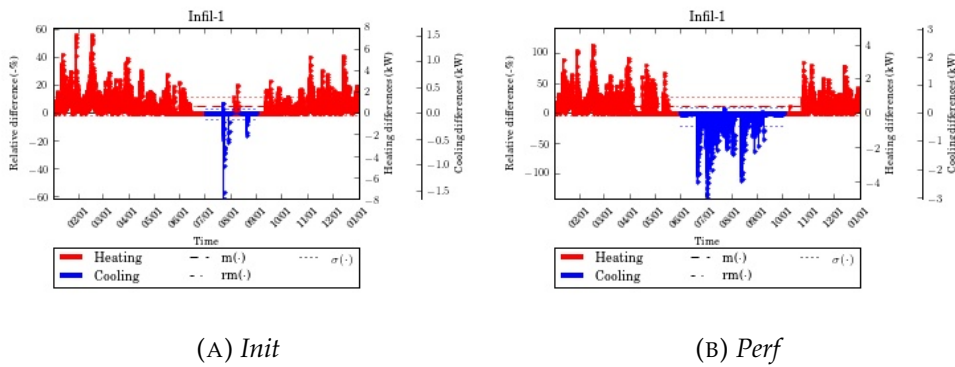 Infil-1
60
40
20
0
−20
−40
−60
Relative difference (-%)
8
6
4
2
0
−2
−4
−6
−8
Heating differences (kW)
1.5
1.0
0.5
0.0
−0.5
−1.0
−1.5
Cooling differences (kW)
02/01 03/01 04/01 05/01 06/01 07/01 08/01 09/01 10/01 11/01 12/01 01/01
Time
Heating m(·) σ(·)
Cooling rm(·)
(A) Init
Infil-1
100
50
0
−50
−100
Relative difference (-%)
4
2
0
−2
−4
Heating differences (kW)
3
2
1
0
−1
−2
−3
Cooling differences (kW)
02/01 03/01 04/01 05/01 06/01 07/01 08/01 09/01 10/01 11/01 12/01 01/01
Time
Heating m(·) σ(·)
Cooling rm(·)
(B) Perf